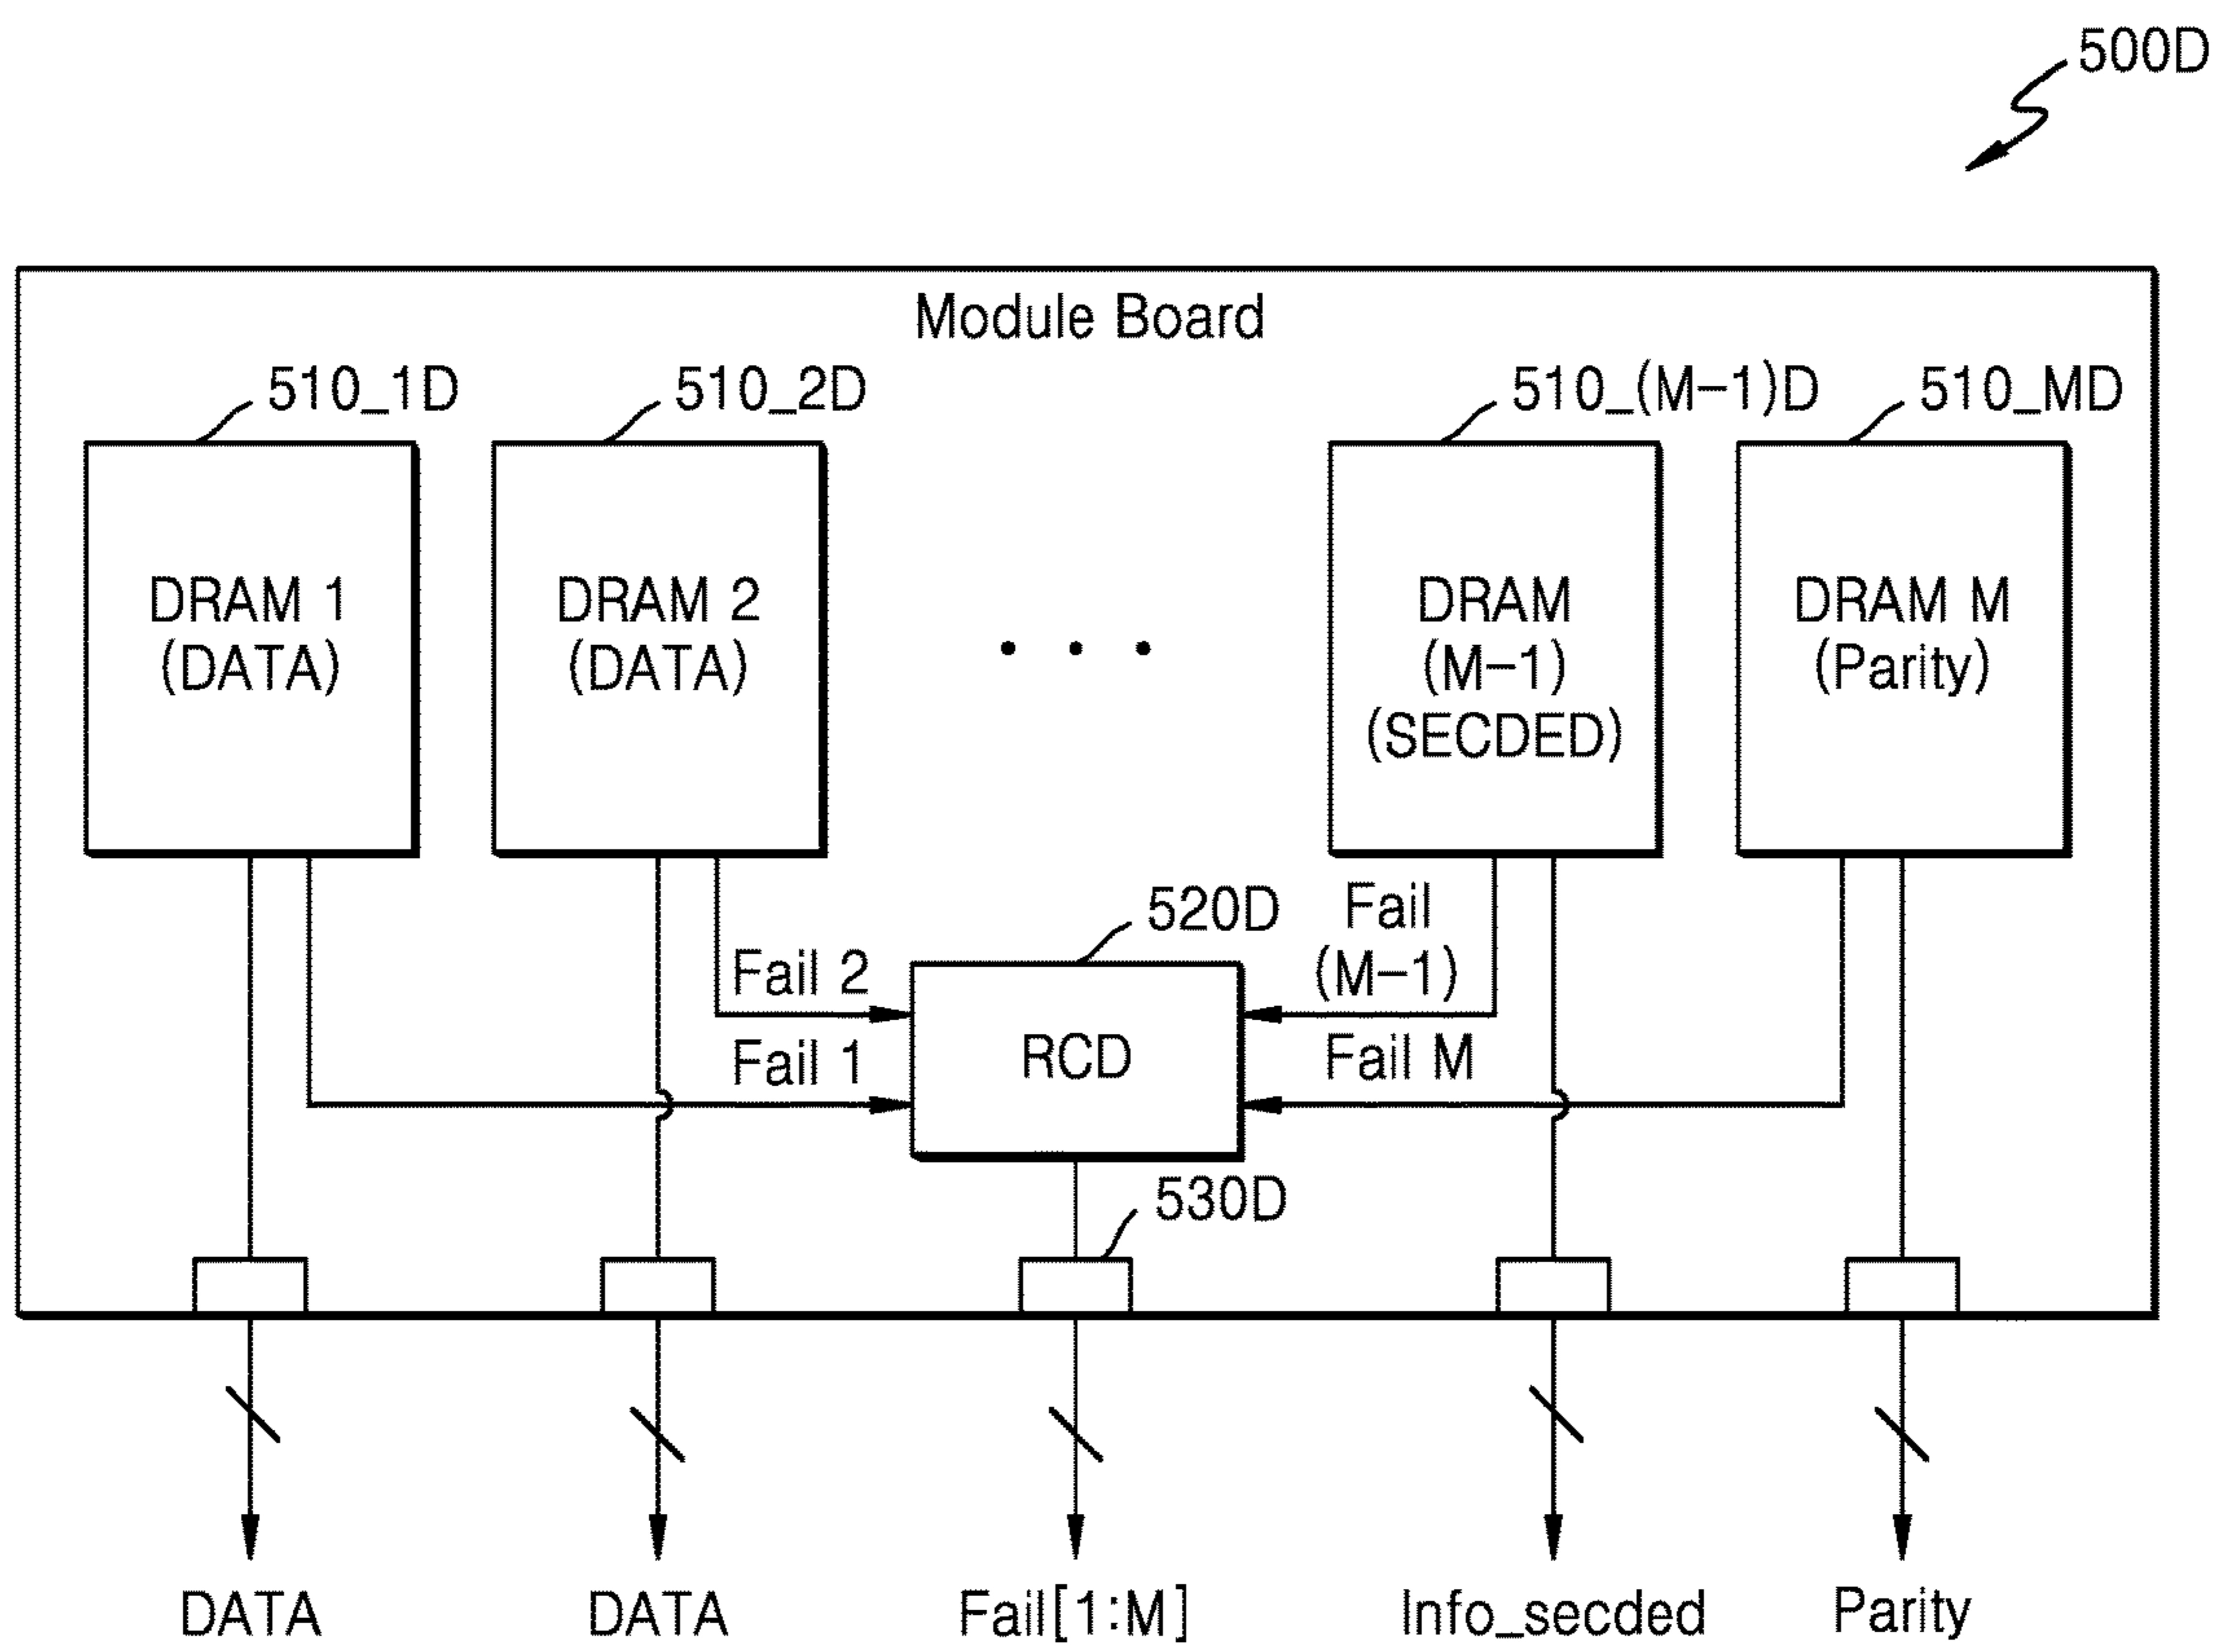 500D
Module Board
510_1D
510_2D
510_(M-1)D
510_MD
DRAM 1
(DATA)
DRAM 2
(DATA)
DRAM
(M-1)
(SECDED)
DRAM M
(Parity)
520D
Fail
(M-1)
Fail 2
RCD
Fail 1
Fail M
530D
DATA
DATA
Fail[1:M]
Info_secded
Parity